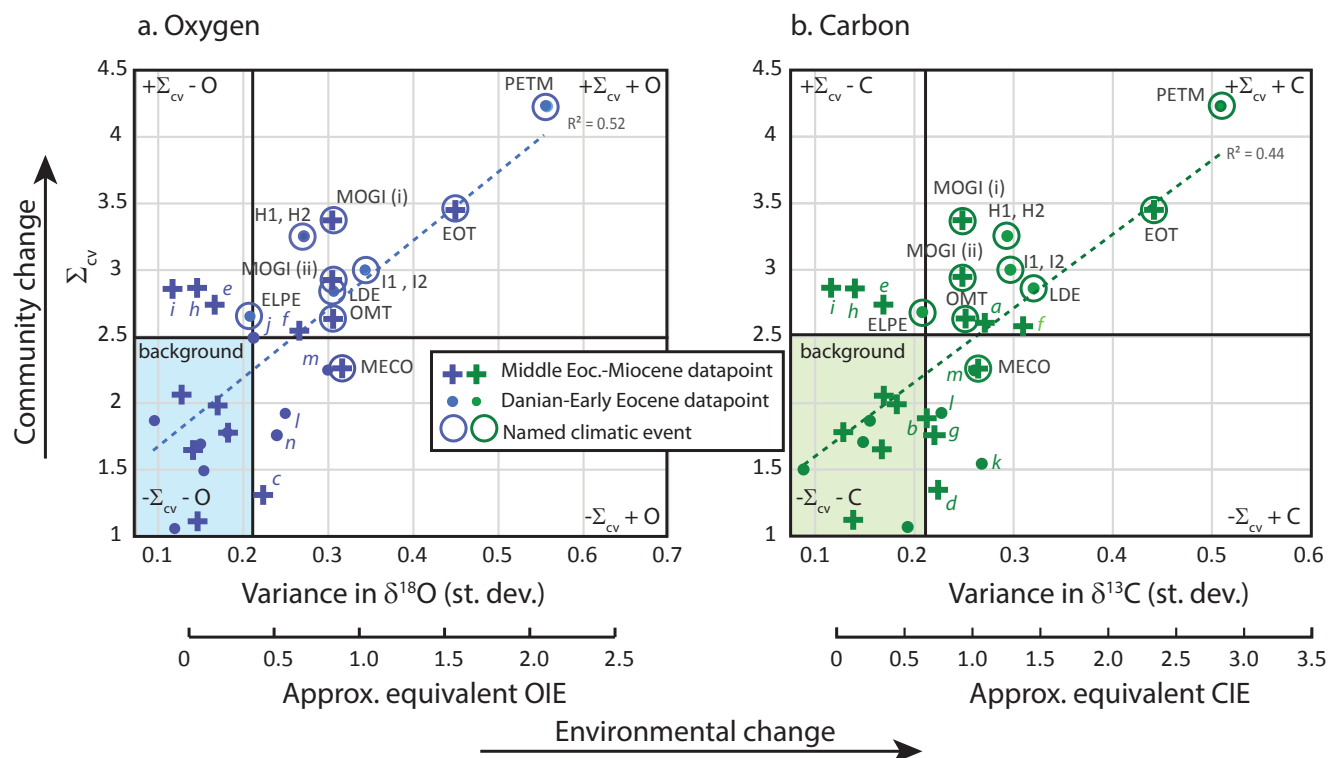 a. Oxygen
b. Carbon
Community change
Σcv
4.5
4
3.5
3
2.5
2
1.5
1
+Σcv - O
+Σcv + O
PETM
R² = 0.52
MOGI (i)
H1, H2
EOT
MOGI (ii)
I1 , I2
LDE
OMT
ELPE
i
h
e
j
f
background
m
MECO
l
n
c
-Σcv - O
-Σcv + O
0.1
0.2
0.3
0.4
0.5
0.6
0.7
Variance in δ¹⁸O (st. dev.)
0
0.5
1.0
1.5
2.0
2.5
Approx. equivalent OIE
Middle Eoc.-Miocene datapoint
Danian-Early Eocene datapoint
Named climatic event
4.5
4
3.5
3
2.5
2
1.5
1
+Σcv - C
+Σcv + C
PETM
R² = 0.44
MOGI (i)
H1, H2
EOT
MOGI (ii)
I1, I2
LDE
OMT
ELPE
i
h
e
a
f
background
m
MECO
l
b
g
k
d
-Σcv - C
-Σcv + C
0.1
0.2
0.3
0.4
0.5
0.6
Variance in δ¹³C (st. dev.)
0
0.5
1.0
1.5
2.0
2.5
3.0
3.5
Approx. equivalent CIE
Environmental change